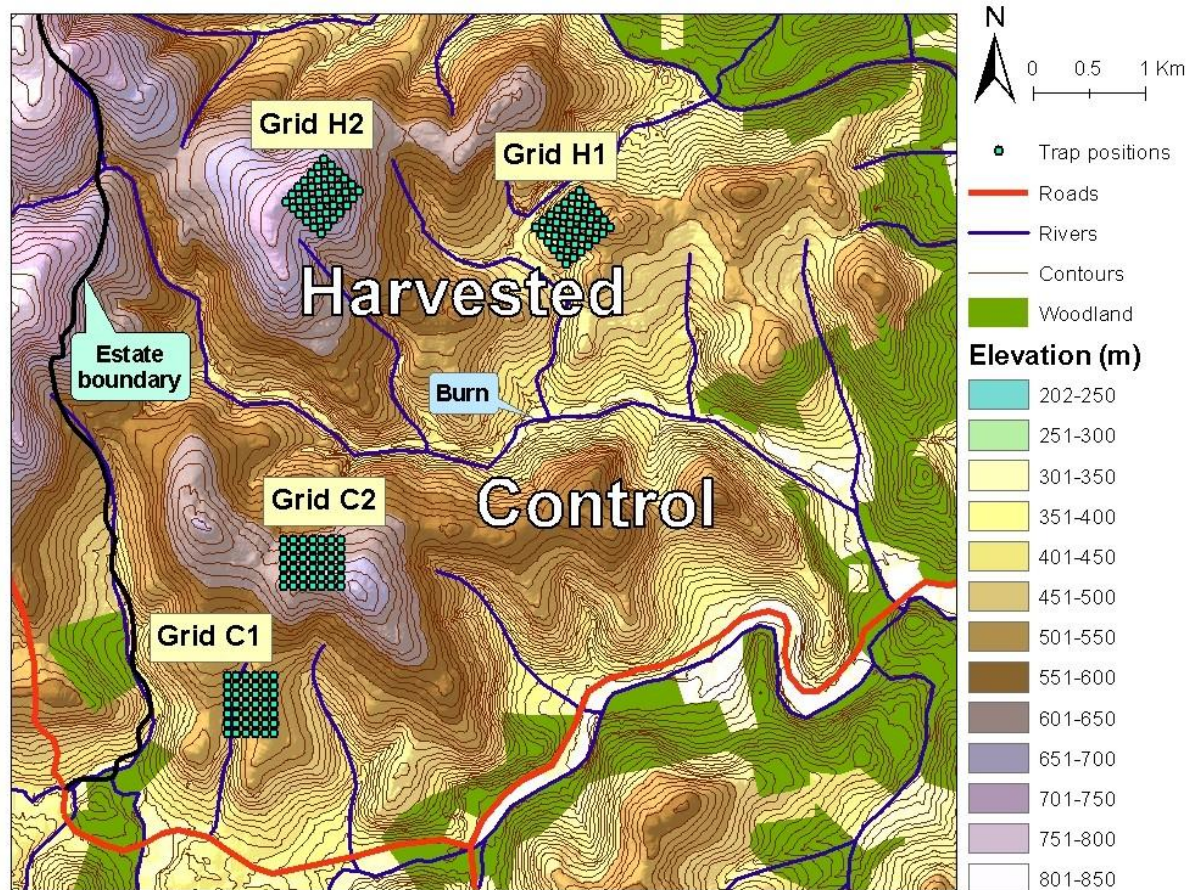 Grid H2
Grid H1
Harvested
Estate
boundary
Burn
Grid C2
Control
Grid C1
N
0 0.5 1 Km
Trap positions
Roads
Rivers
Contours
Woodland
Elevation (m)
202-250
251-300
301-350
351-400
401-450
451-500
501-550
551-600
601-650
651-700
701-750
751-800
801-850